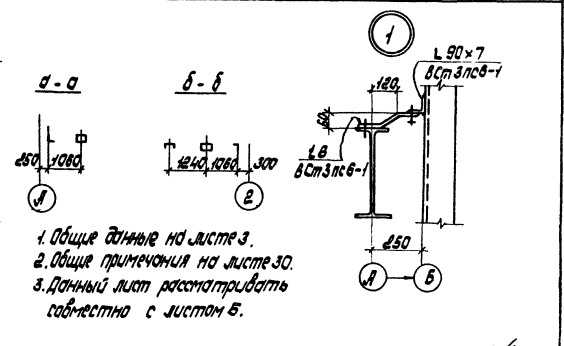 1
L 90×7
ВСт3пс6-1
а - а
б - б
120
60
t8
ВСт3пс6-1
250
1060
1240
1060
300
А
2
250
А
Б
1. Общие данные на листе 3.
2. Общие примечания на листе 30.
3. Данный лист рассматривать
совместно с листом 5.